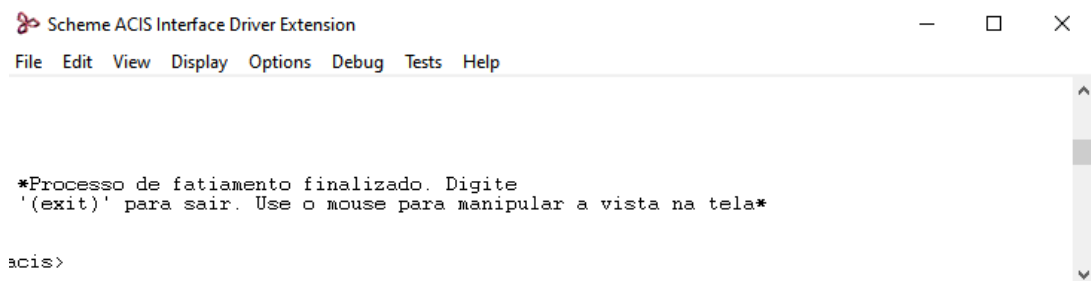 Scheme ACIS Interface Driver Extension
File Edit View Display Options Debug Tests Help
*Processo de fatiamento finalizado. Digite
'(exit)' para sair. Use o mouse para manipular a vista na tela*
acis>